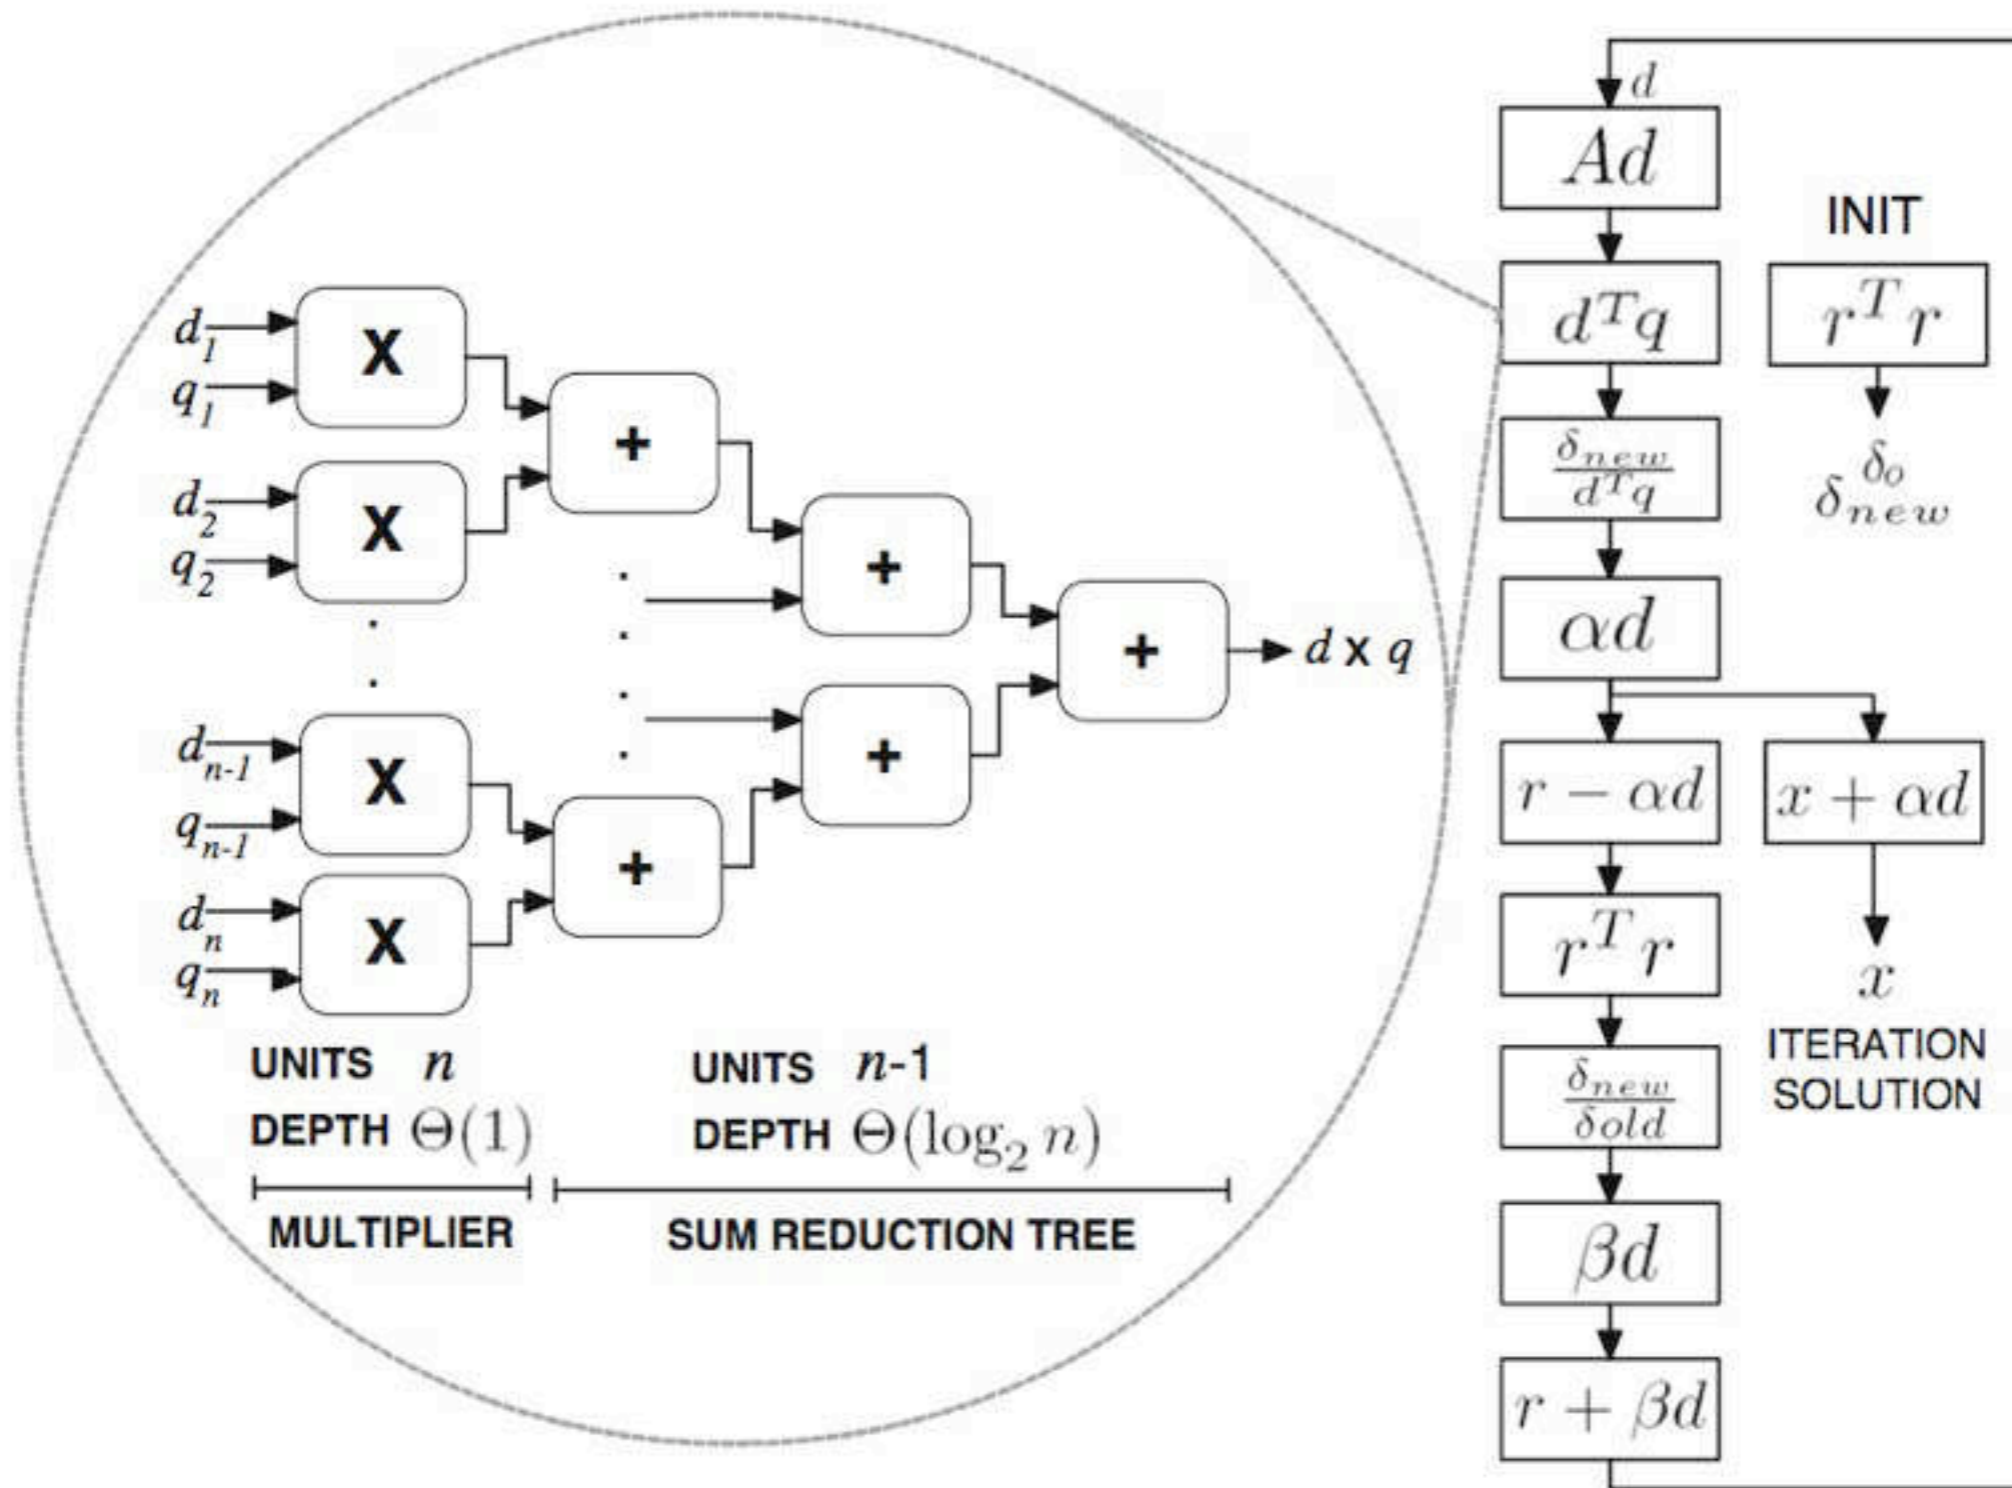 d₁
q₁
X
+
d₂
q₂
X
+
+
d x q
dₙ₋₁
qₙ₋₁
X
+
+
dₙ
qₙ
X
UNITS n
DEPTH Θ(1)
MULTIPLIER
UNITS n-1
DEPTH Θ(log₂ n)
SUM REDUCTION TREE
d
Ad
dᵀq
δnew
dᵀq
αd
r − αd
rᵀr
δnew
δold
βd
r + βd
INIT
rᵀr
δo
δnew
x + αd
x
ITERATION
SOLUTION